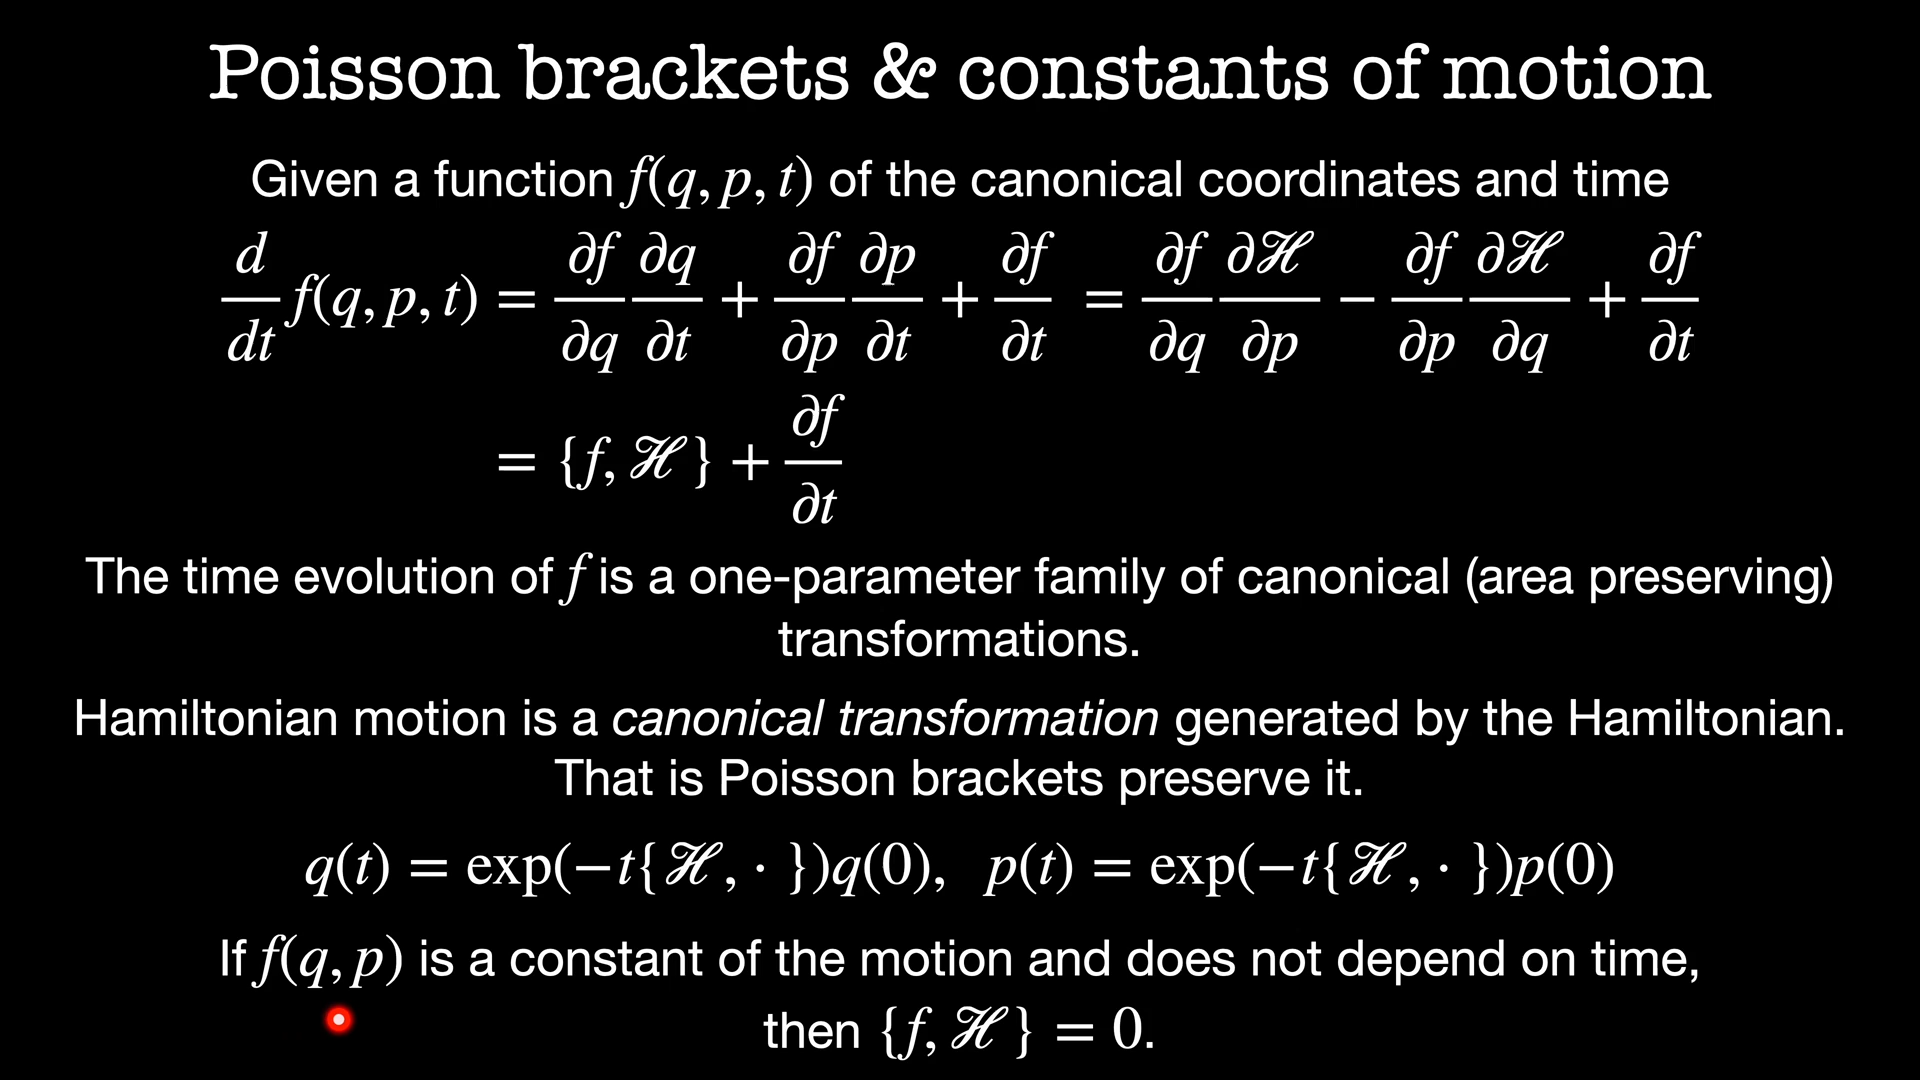 Poisson brackets & constants of motion
Given a function f(q, p, t) of the canonical coordinates and time
d/dt f(q, p, t) = ∂f/∂q ∂q/∂t + ∂f/∂p ∂p/∂t + ∂f/∂t = ∂f/∂q ∂ℋ/∂p − ∂f/∂p ∂ℋ/∂q + ∂f/∂t
= {f, ℋ} + ∂f/∂t
The time evolution of f is a one-parameter family of canonical (area preserving)
transformations.
Hamiltonian motion is a canonical transformation generated by the Hamiltonian.
That is Poisson brackets preserve it.
q(t) = exp(−t{ℋ, · })q(0), p(t) = exp(−t{ℋ, · })p(0)
If f(q, p) is a constant of the motion and does not depend on time,
then {f, ℋ} = 0.